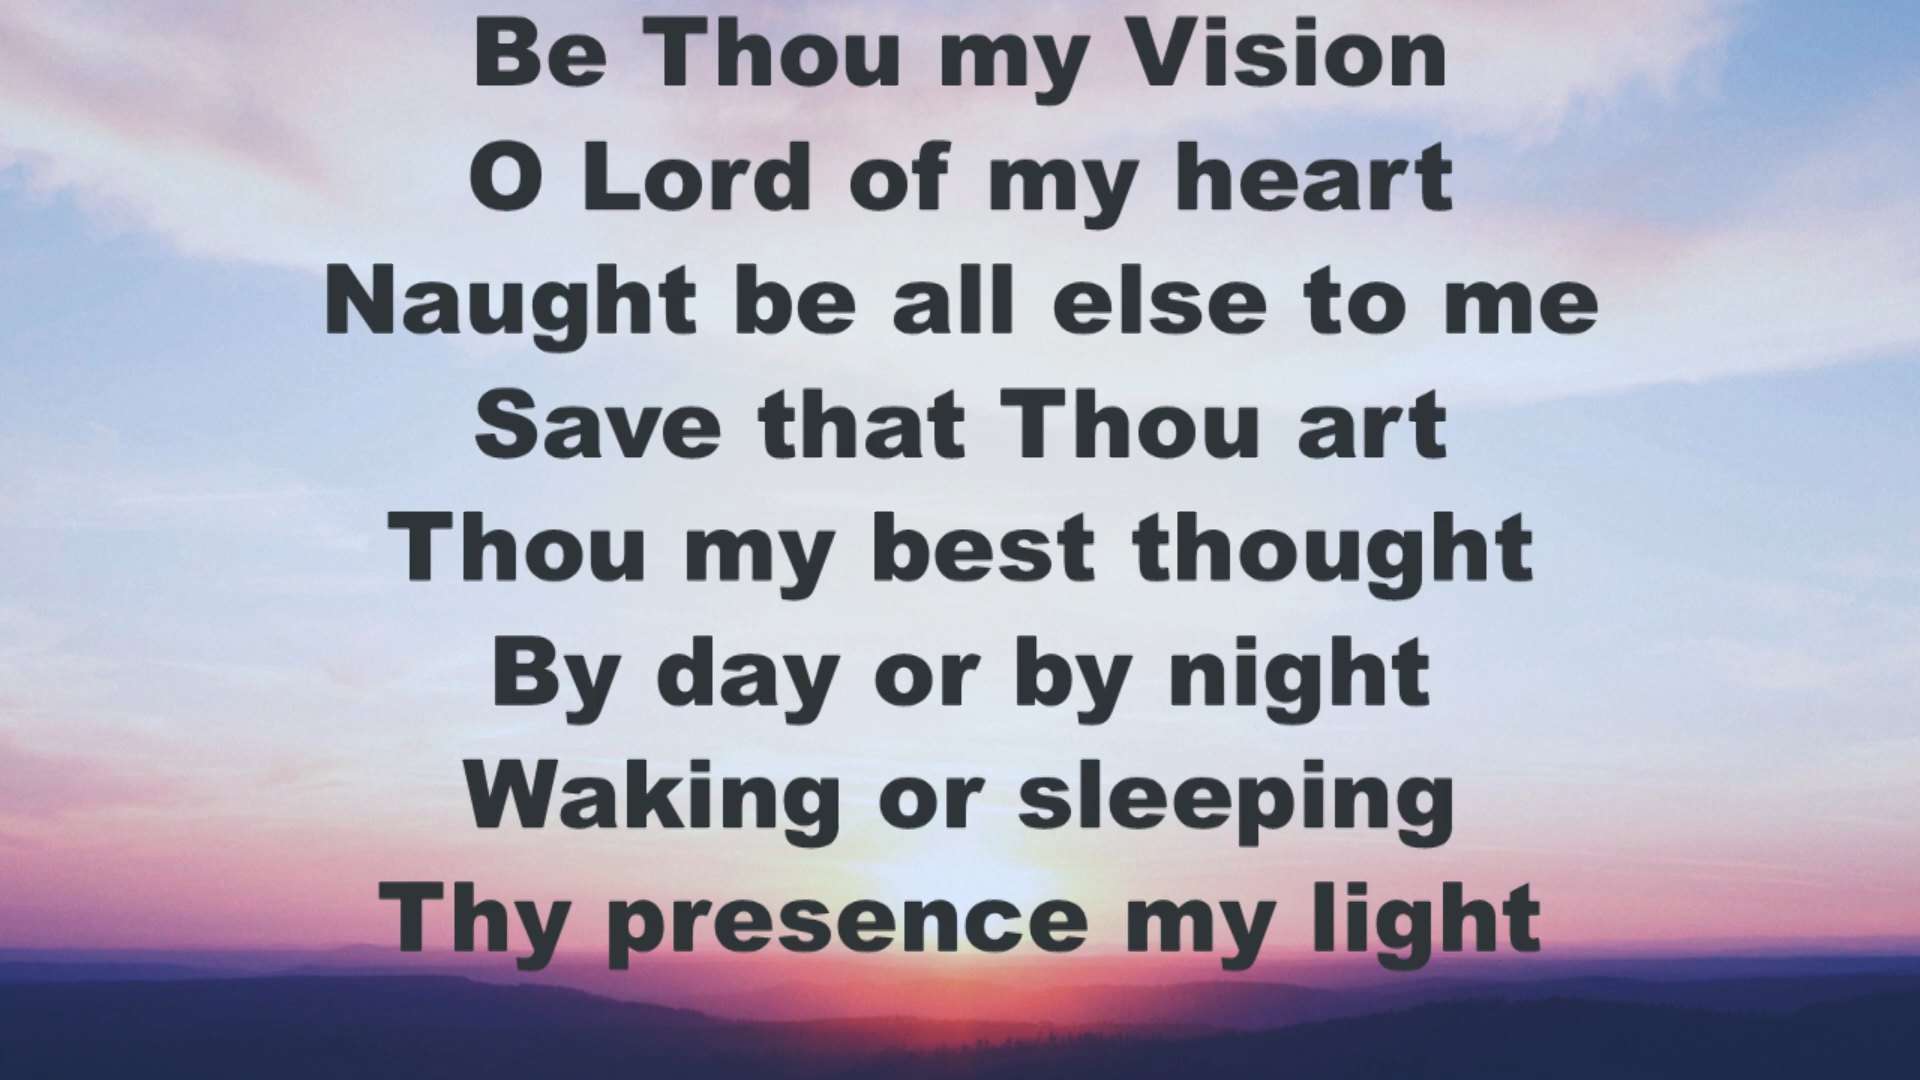 Be Thou my Vision
O Lord of my heart
Naught be all else to me
Save that Thou art
Thou my best thought
By day or by night
Waking or sleeping
Thy presence my light